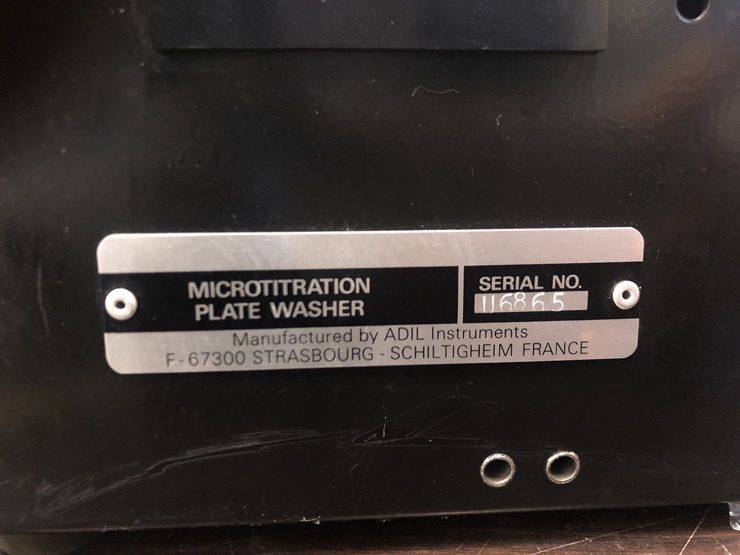 MICROTITRATION
PLATE WASHER
SERIAL NO.
U6865
Manufactured by ADIL Instruments
F-67300 STRASBOURG - SCHILTIGHEIM FRANCE